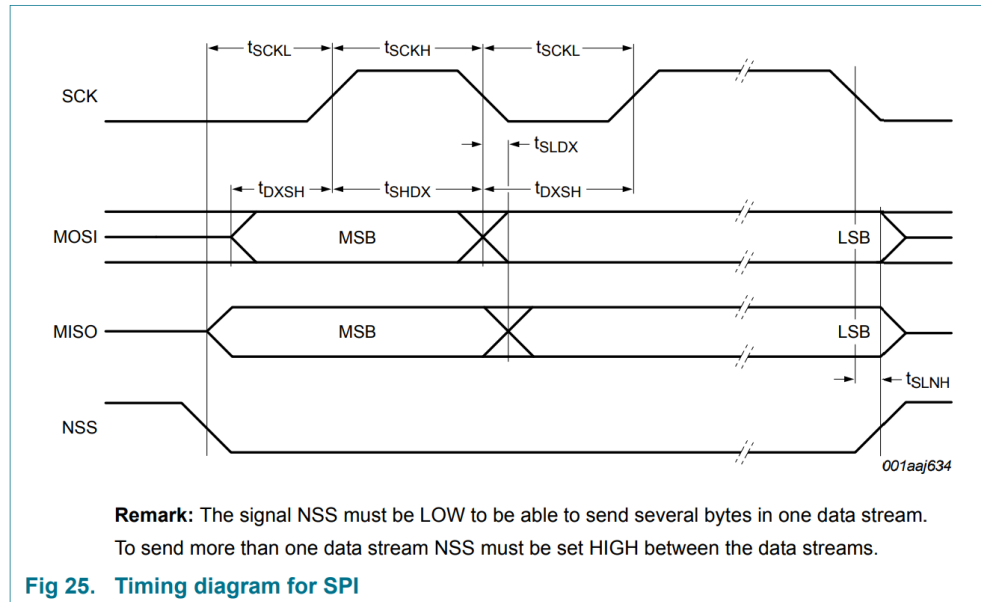 tSCKL tSCKH tSCKL
SCK
tSLDX
tDXSH tSHDX tDXSH
MOSI MSB LSB
MISO MSB LSB
tSLNH
NSS
001aaj634
Remark: The signal NSS must be LOW to be able to send several bytes in one data stream.
To send more than one data stream NSS must be set HIGH between the data streams.
Fig 25. Timing diagram for SPI